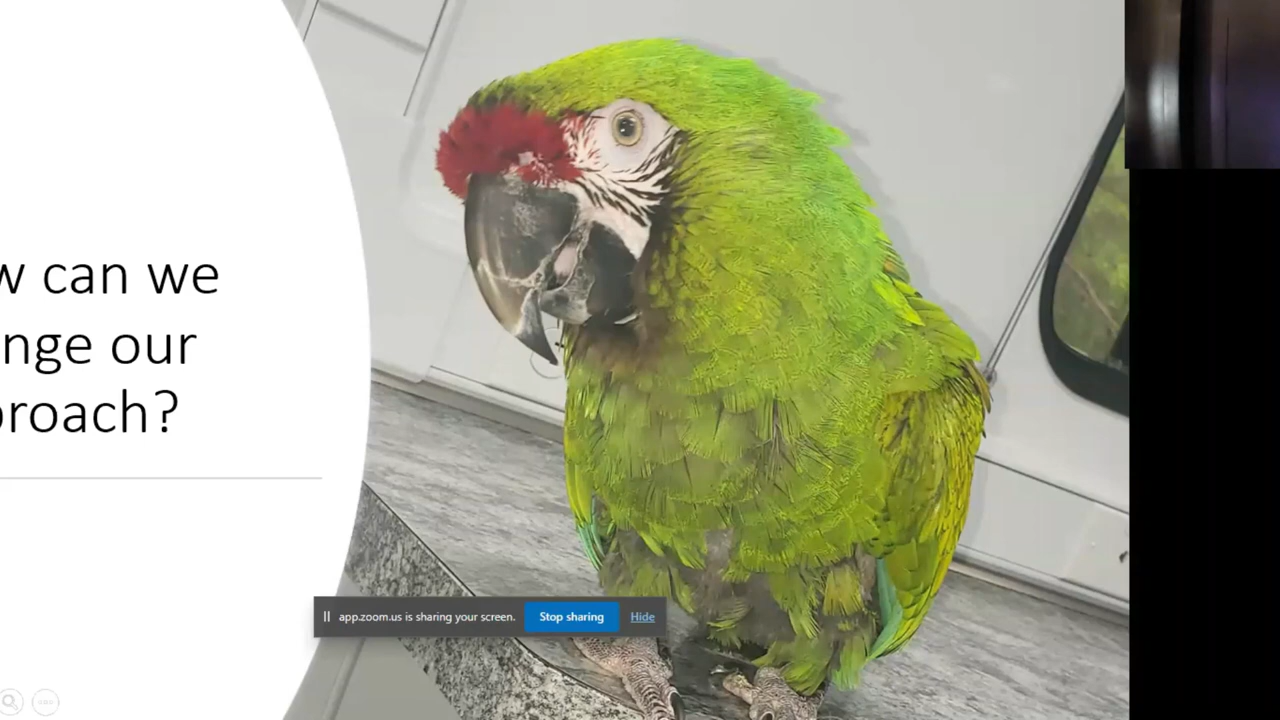 w can we
nge our
proach?
app.zoom.us is sharing your screen. Stop sharing Hide